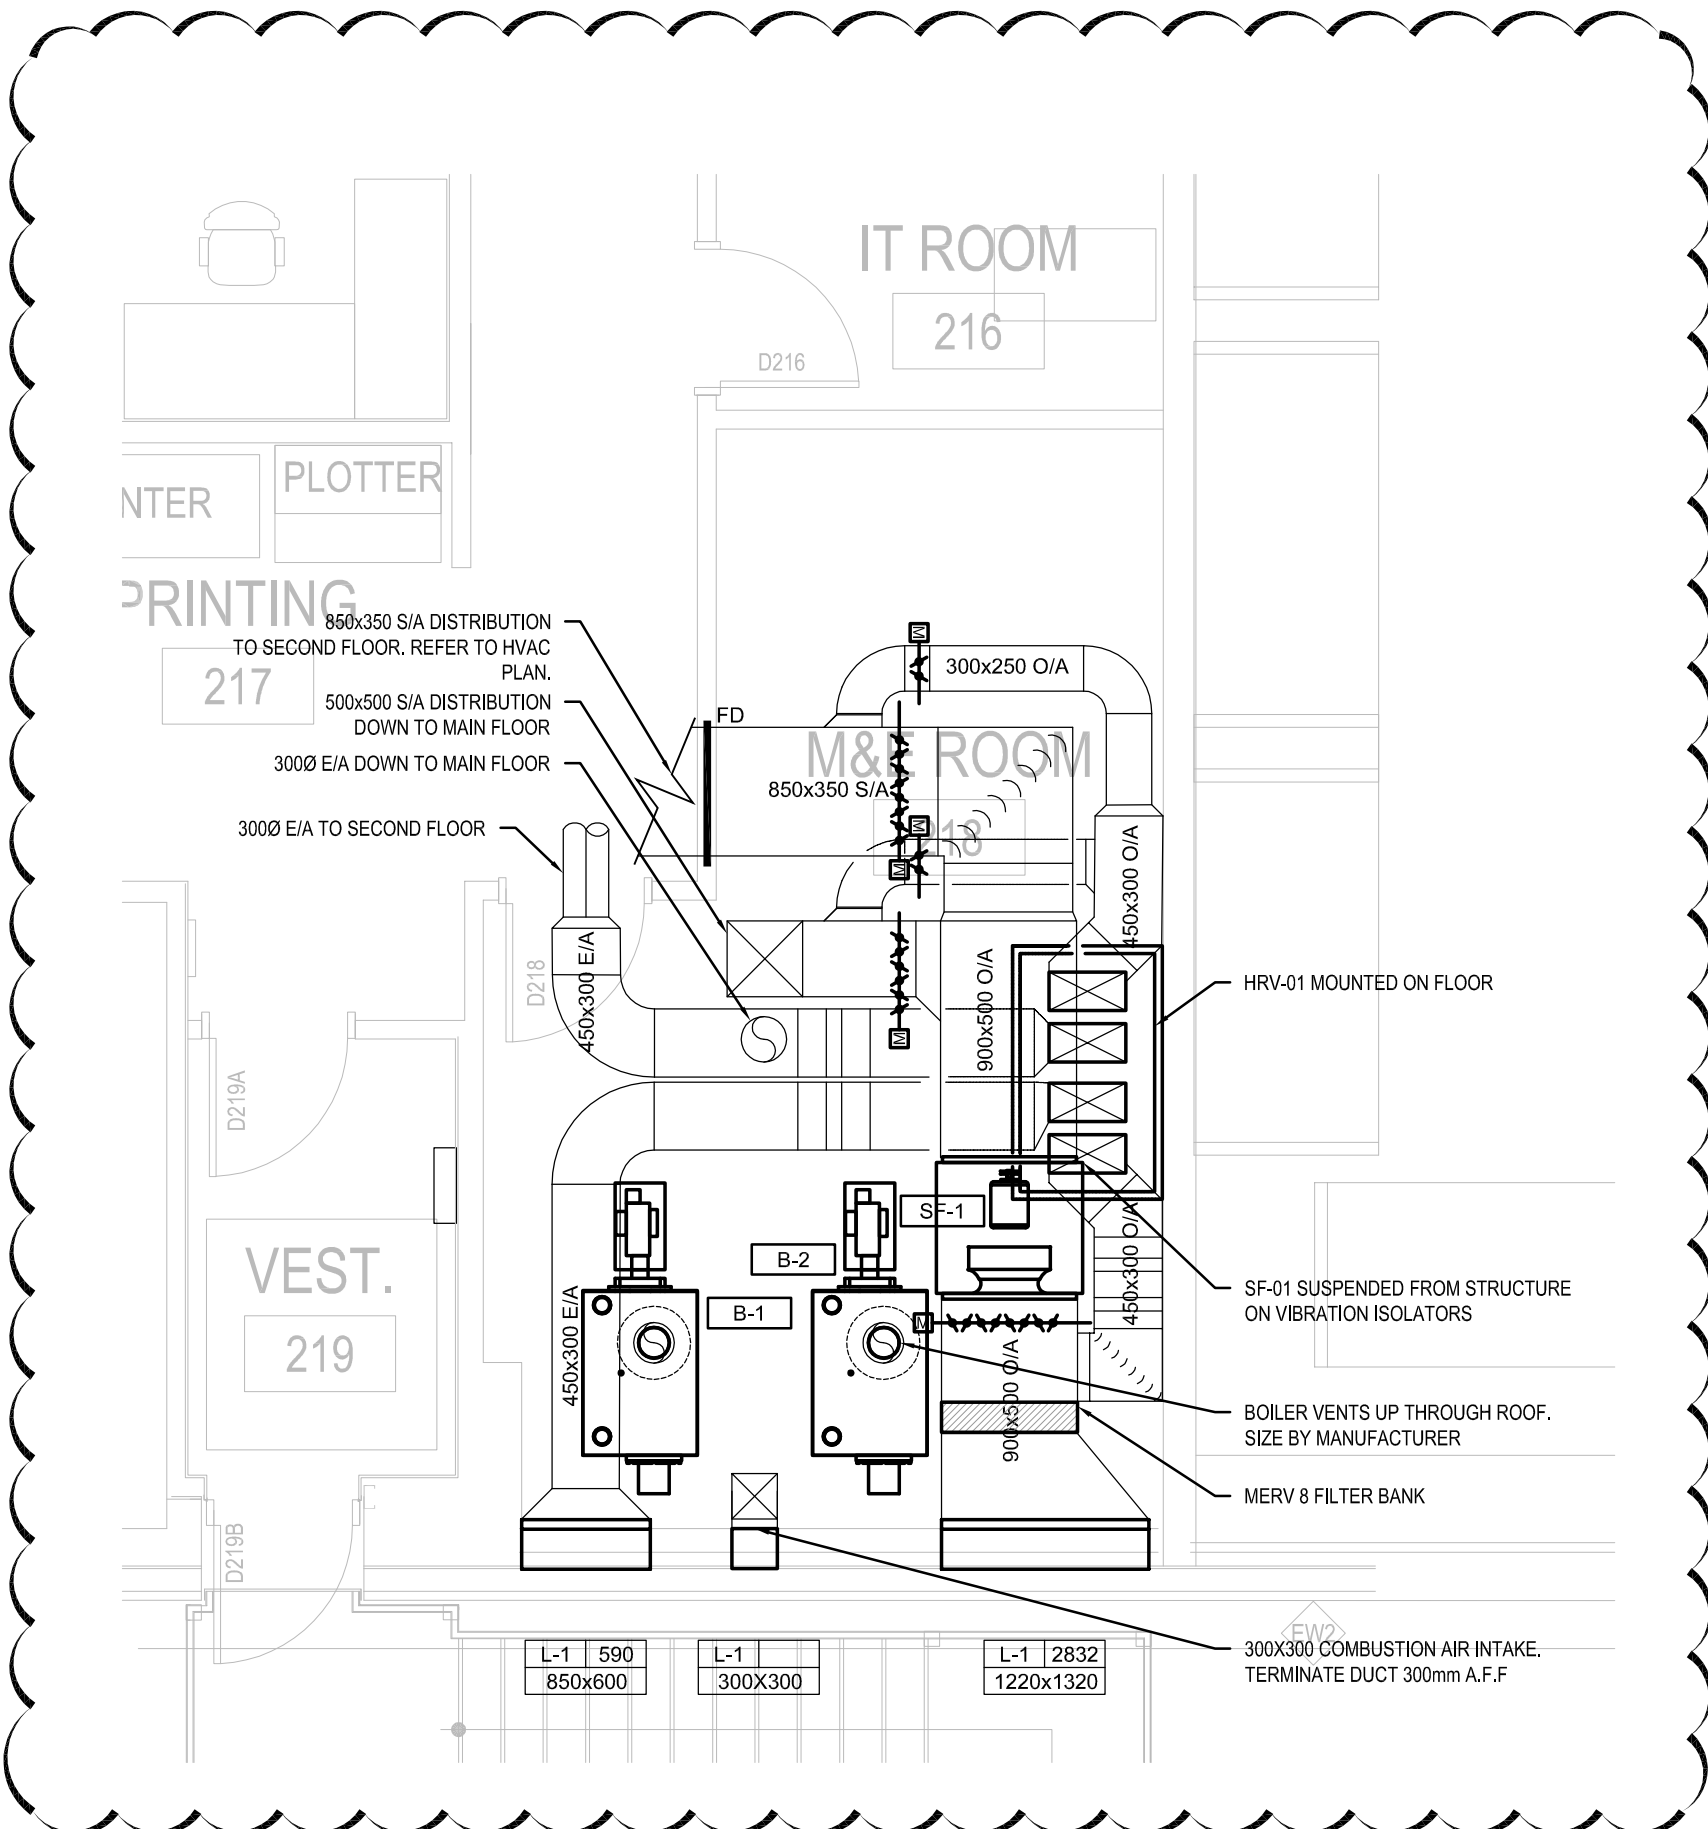 IT ROOM
216
D216
PLOTTER
NTER
PRINTING
217
850x350 S/A DISTRIBUTION
TO SECOND FLOOR. REFER TO HVAC
PLAN.
500x500 S/A DISTRIBUTION
DOWN TO MAIN FLOOR
300Ø E/A DOWN TO MAIN FLOOR
300Ø E/A TO SECOND FLOOR
FD
M
300x250 O/A
M&E ROOM
218
850x350 S/A
M
M
450x300 O/A
450x300 E/A
D218
900x500 O/A
M
HRV-01 MOUNTED ON FLOOR
D219A
VEST.
219
SF-1
B-2
B-1
450x300 E/A
M
450x300 O/A
900x500 O/A
SF-01 SUSPENDED FROM STRUCTURE
ON VIBRATION ISOLATORS
BOILER VENTS UP THROUGH ROOF.
SIZE BY MANUFACTURER
MERV 8 FILTER BANK
D219B
EW2
300X300 COMBUSTION AIR INTAKE.
TERMINATE DUCT 300mm A.F.F
L-1 590
850x600
L-1
300X300
L-1 2832
1220x1320